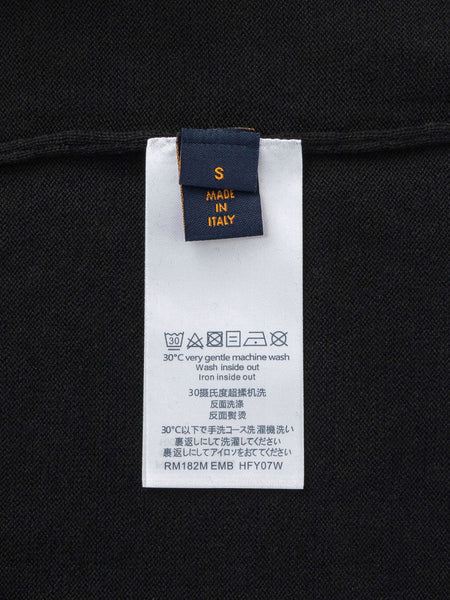 S
MADE
IN
ITALY
30
30°C very gentle machine wash
Wash inside out
Iron inside out
30摄氏度超揉机洗
反面洗涤
反面熨烫
30°C以下で手洗コース洗濯機洗い
裏返しにして洗濯してください
裏返しにしてアイロンをおててください
RM182M EMB HFY07W